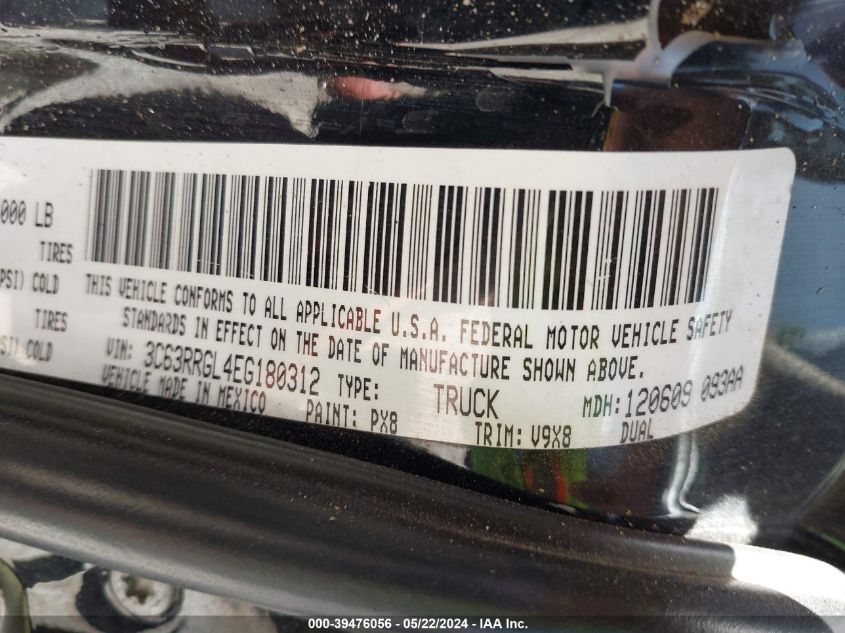 000 LB
TIRES
PSI) COLD
TIRES
PSI) COLD
THIS VEHICLE CONFORMS TO ALL APPLICABLE U.S.A. FEDERAL MOTOR VEHICLE SAFETY
STANDARDS IN EFFECT ON THE DATE OF MANUFACTURE SHOWN ABOVE.
VIN: 3C63RRGL4EG180312 TYPE: TRUCK MDH: 120609 093AA
VEHICLE MADE IN MEXICO PAINT: PX8 TRIM: V9X8 DUAL
000-39476056 - 05/22/2024 - IAA Inc.